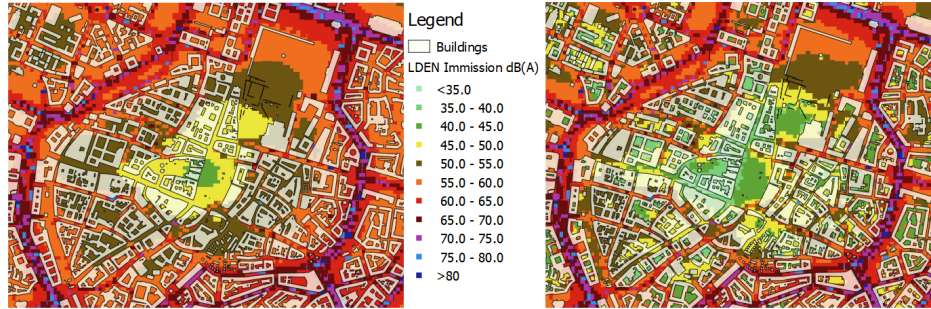 Legend
Buildings
LDEN Immission dB(A)
<35.0
35.0 - 40.0
40.0 - 45.0
45.0 - 50.0
50.0 - 55.0
55.0 - 60.0
60.0 - 65.0
65.0 - 70.0
70.0 - 75.0
75.0 - 80.0
>80